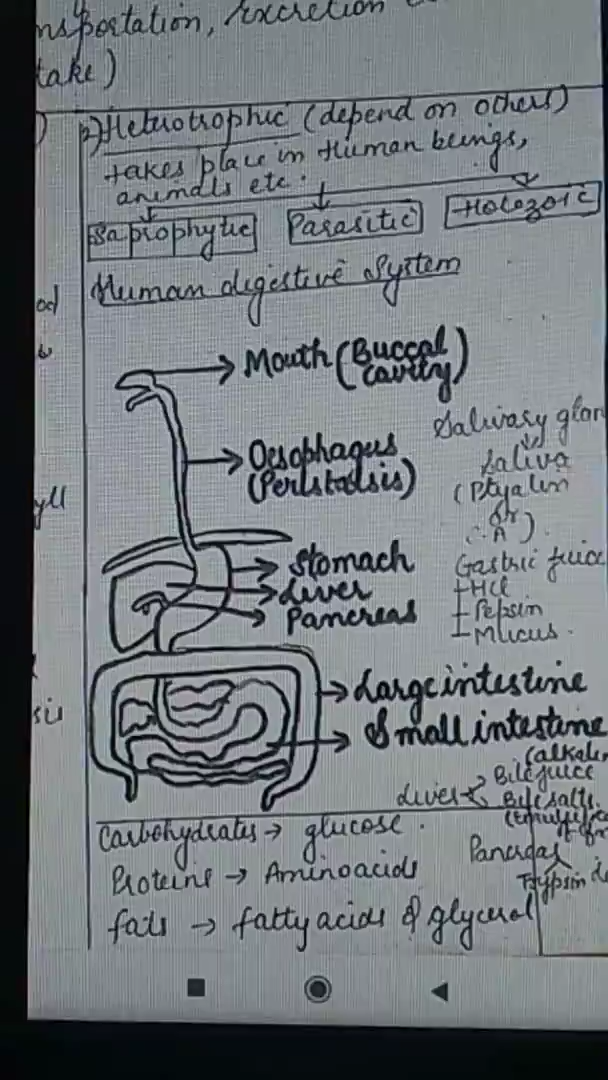 nsportation, Excretion
take)
2) Heterotrophic (depend on others)
takes place in Human beings,
animals etc.
Saprophytic
Parasitic
Holozoic
Human digestive System
Mouth (Buccal
cavity)
Oesophagus
(Peristalsis)
Salivary glan
Saliva
(Ptyalin
or
S.A).
Stomach
Liver
Pancreas
Gastric juice
HCl
Pepsin
Mucus.
Large intestine
Small intestine
(alkalin
Liver
Bile juice
Bile salts.
Carbohydrates → glucose.
Proteins → Aminoacids
Pancreas
Trypsin
fats → fatty acids & glycerol